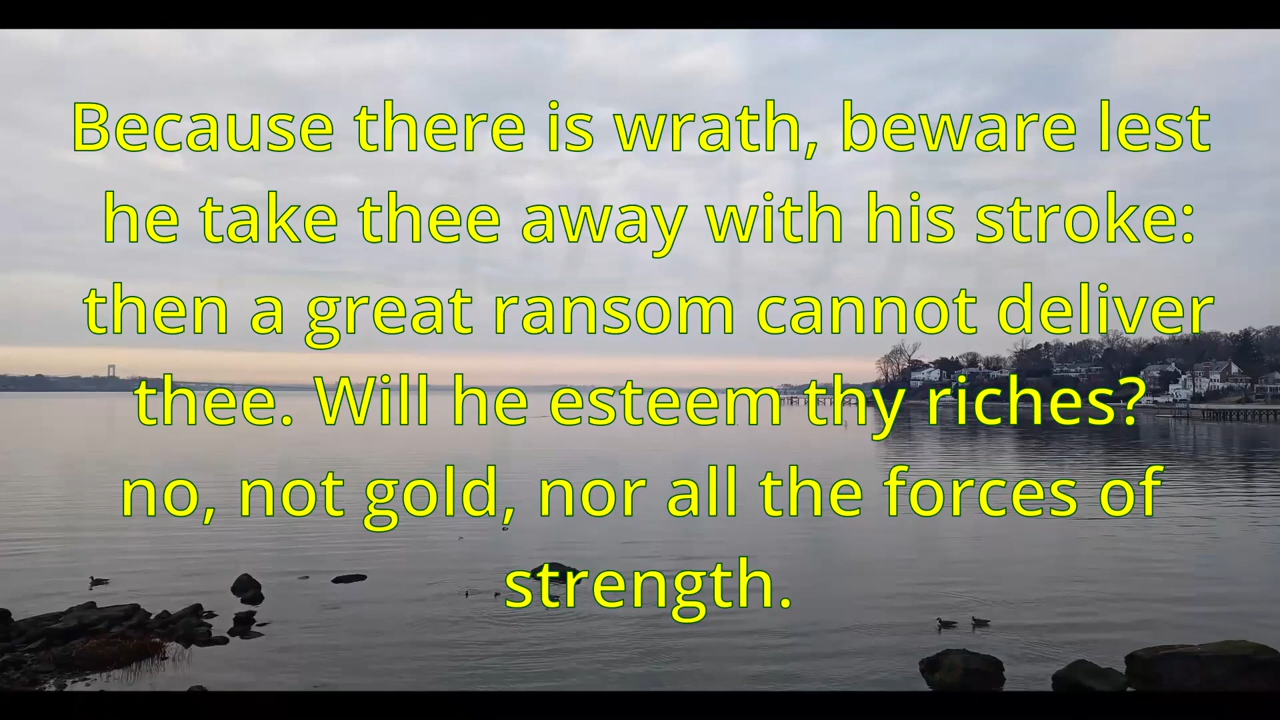 Because there is wrath, beware lest
he take thee away with his stroke:
then a great ransom cannot deliver
thee. Will he esteem thy riches?
no, not gold, nor all the forces of
strength.